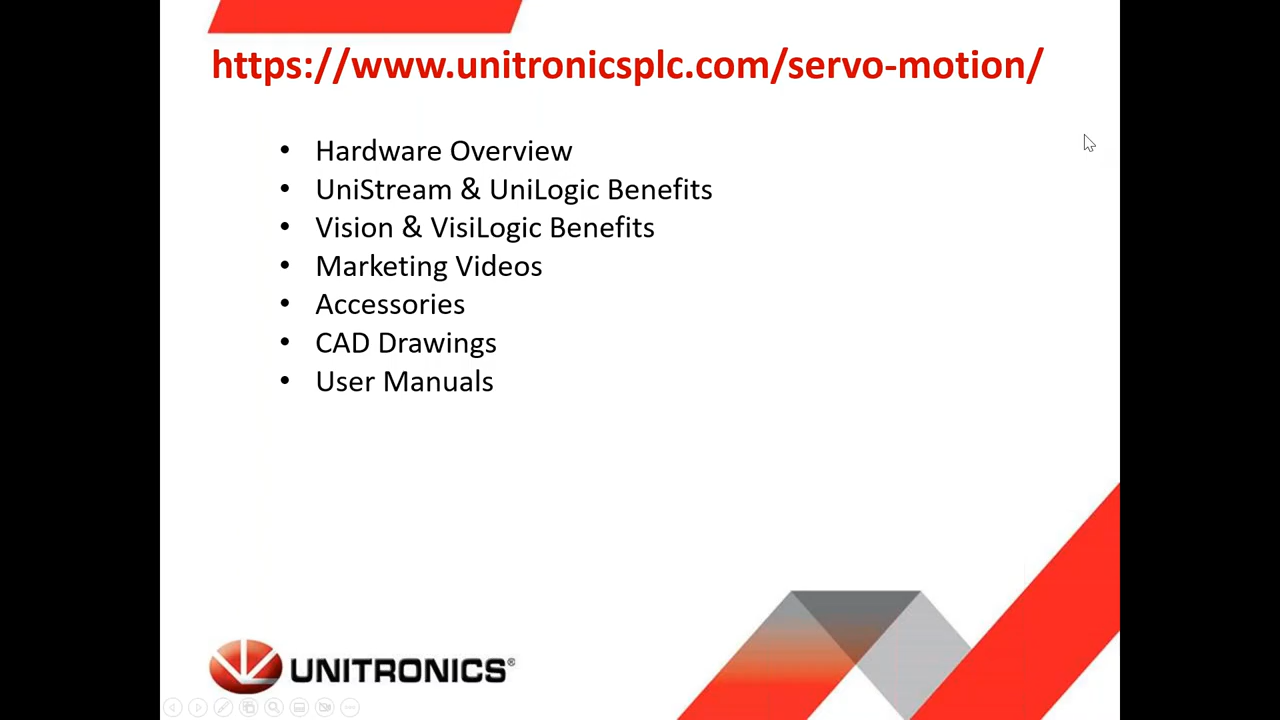 https://www.unitronicsplc.com/servo-motion/
• Hardware Overview
• UniStream & UniLogic Benefits
• Vision & VisiLogic Benefits
• Marketing Videos
• Accessories
• CAD Drawings
• User Manuals
UNITRONICS®